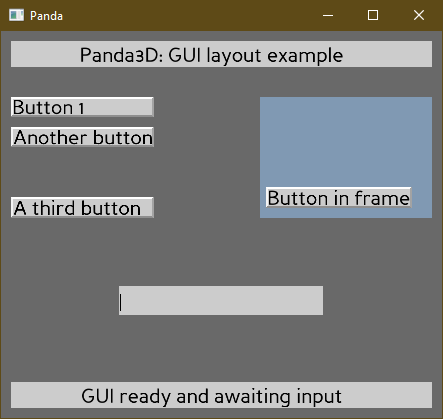 Panda
Panda3D: GUI layout example
Button 1
Another button
A third button
Button in frame
GUI ready and awaiting input